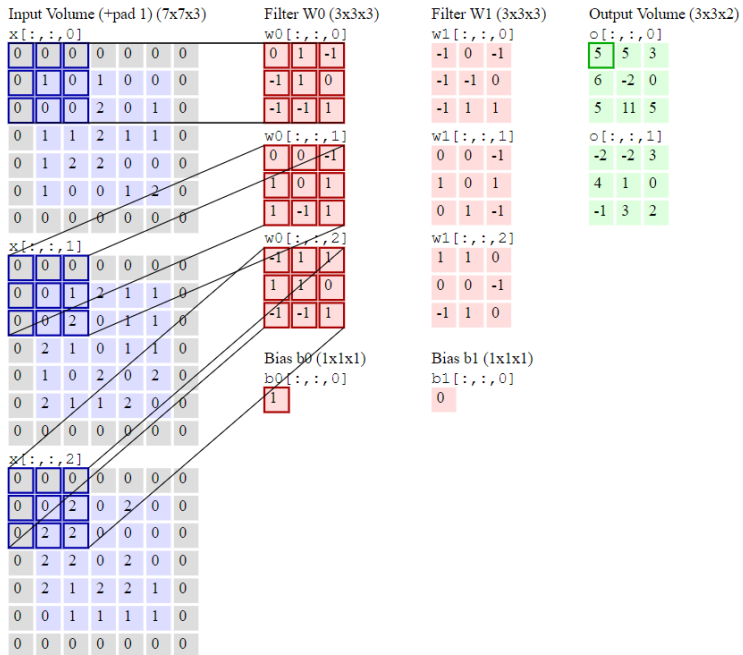 Input Volume (+pad 1) (7x7x3) Filter W0 (3x3x3) Filter W1 (3x3x3) Output Volume (3x3x2)
x[:,:,0] w0[:,:,0] w1[:,:,0] o[:,:,0]
0 0 0 0 0 0 0 0 1 -1 -1 0 -1 5 5 3
0 1 0 1 0 0 0 -1 1 0 -1 -1 0 6 -2 0
0 0 0 2 0 1 0 -1 -1 1 -1 1 1 5 11 5
0 1 1 2 1 1 0 w0[:,:,1] w1[:,:,1] o[:,:,1]
0 1 2 2 0 0 0 0 0 -1 0 0 -1 -2 -2 3
0 1 0 0 1 2 0 1 0 1 1 0 1 4 1 0
0 0 0 0 0 0 0 1 -1 1 0 1 -1 -1 3 2
x[:,:,1] w0[:,:,2] w1[:,:,2]
0 0 0 0 0 0 0 -1 1 1 1 1 0
0 0 1 2 1 1 0 1 1 0 0 0 -1
0 0 2 0 1 1 0 -1 -1 1 -1 1 0
0 2 1 0 1 1 0 Bias b0 (1x1x1) Bias b1 (1x1x1)
0 1 0 2 0 2 0 b0[:,:,0] b1[:,:,0]
0 2 1 1 2 0 0 1 0
0 0 0 0 0 0 0
x[:,:,2]
0 0 0 0 0 0 0
0 0 2 0 2 0 0
0 2 2 0 0 0 0
0 2 2 0 2 0 0
0 2 1 2 2 1 0
0 0 1 1 1 1 0
0 0 0 0 0 0 0